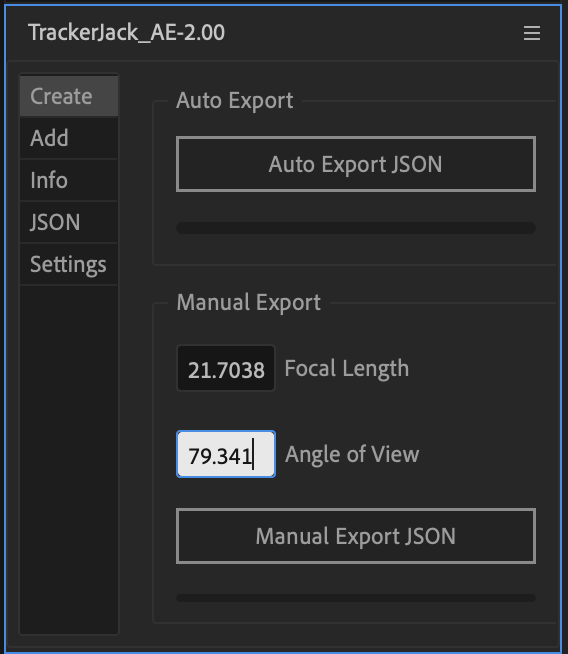 TrackerJack_AE-2.00
Create
Add
Info
JSON
Settings
Auto Export
Auto Export JSON
Manual Export
21.7038 Focal Length
79.341 Angle of View
Manual Export JSON